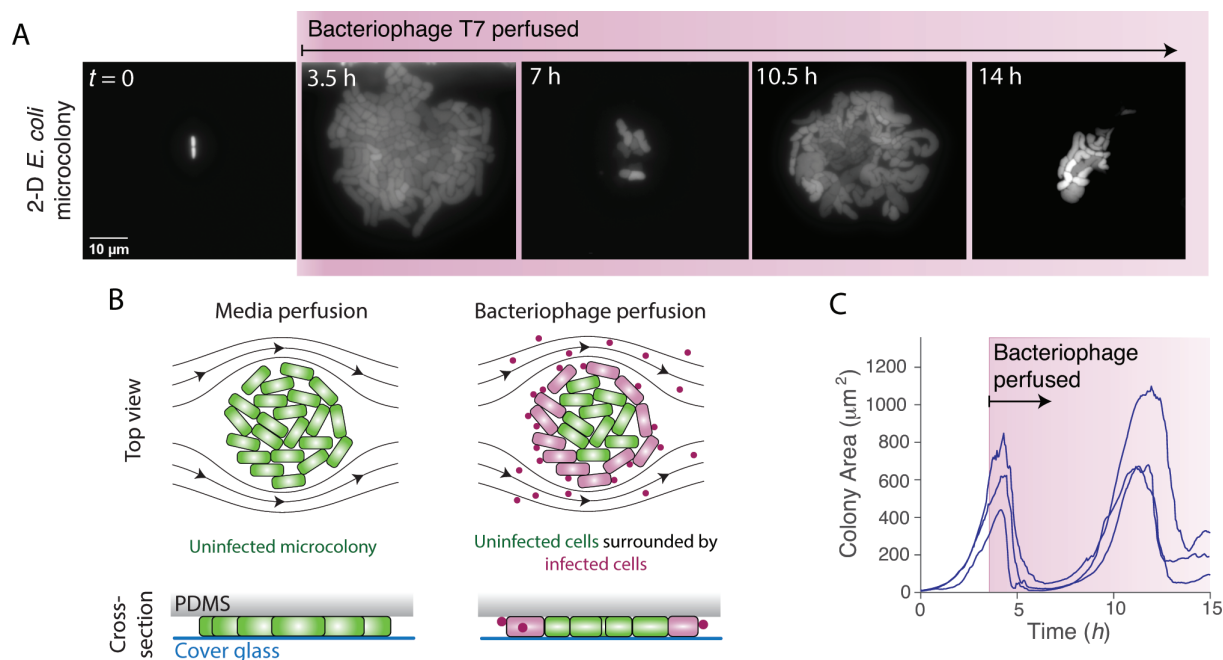 A
Bacteriophage T7 perfused
2-D E. coli
microcolony
t = 0
3.5 h
7 h
10.5 h
14 h
10 µm
B
Media perfusion
Bacteriophage perfusion
Top view
Uninfected microcolony
Uninfected cells surrounded by
infected cells
Cross-
section
PDMS
Cover glass
C
Bacteriophage
perfused
Colony Area (µm²)
1200
1000
800
600
400
200
0
0
5
10
15
Time (h)